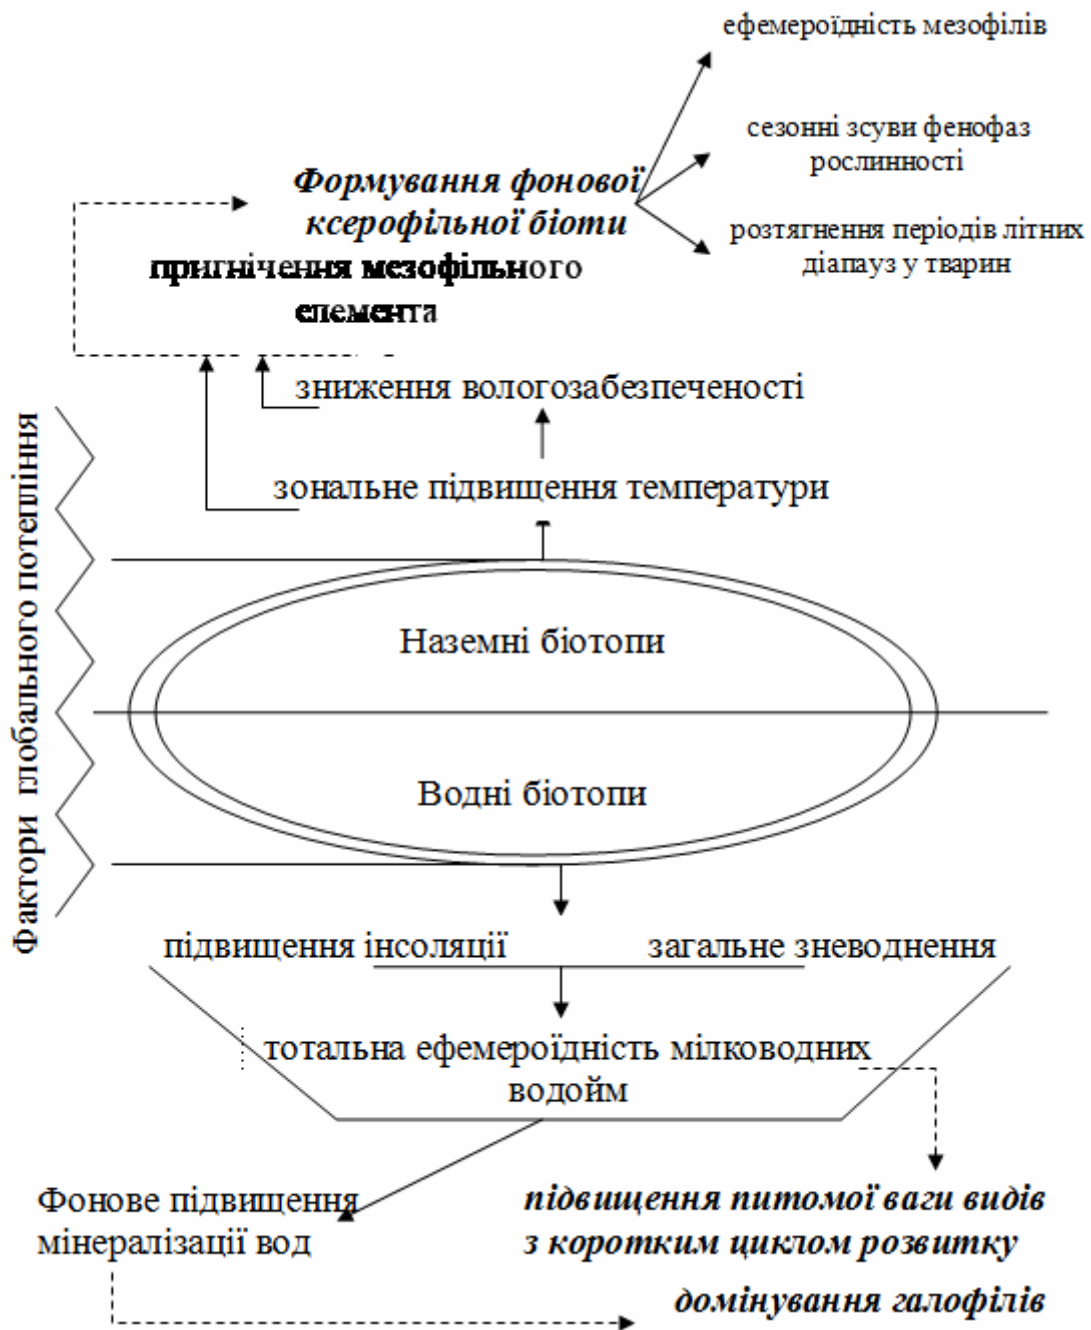 ефемероїдність мезофілів
сезонні зсуви фенофаз
рослинності
розтягнення періодів літних
діапауз у тварин
Формування фонової
ксерофільної біоти
пригнічення мезофільного
елемента
зниження вологозабезпеченості
зональне підвищення температури
Фактори глобального потепління
Наземні біотопи
Водні біотопи
підвищення інсоляції
загальне зневоднення
тотальна ефемероїдність мілководних
водойм
Фонове підвищення
мінералізації вод
підвищення питомої ваги видів
з коротким циклом розвитку
домінування галофілів